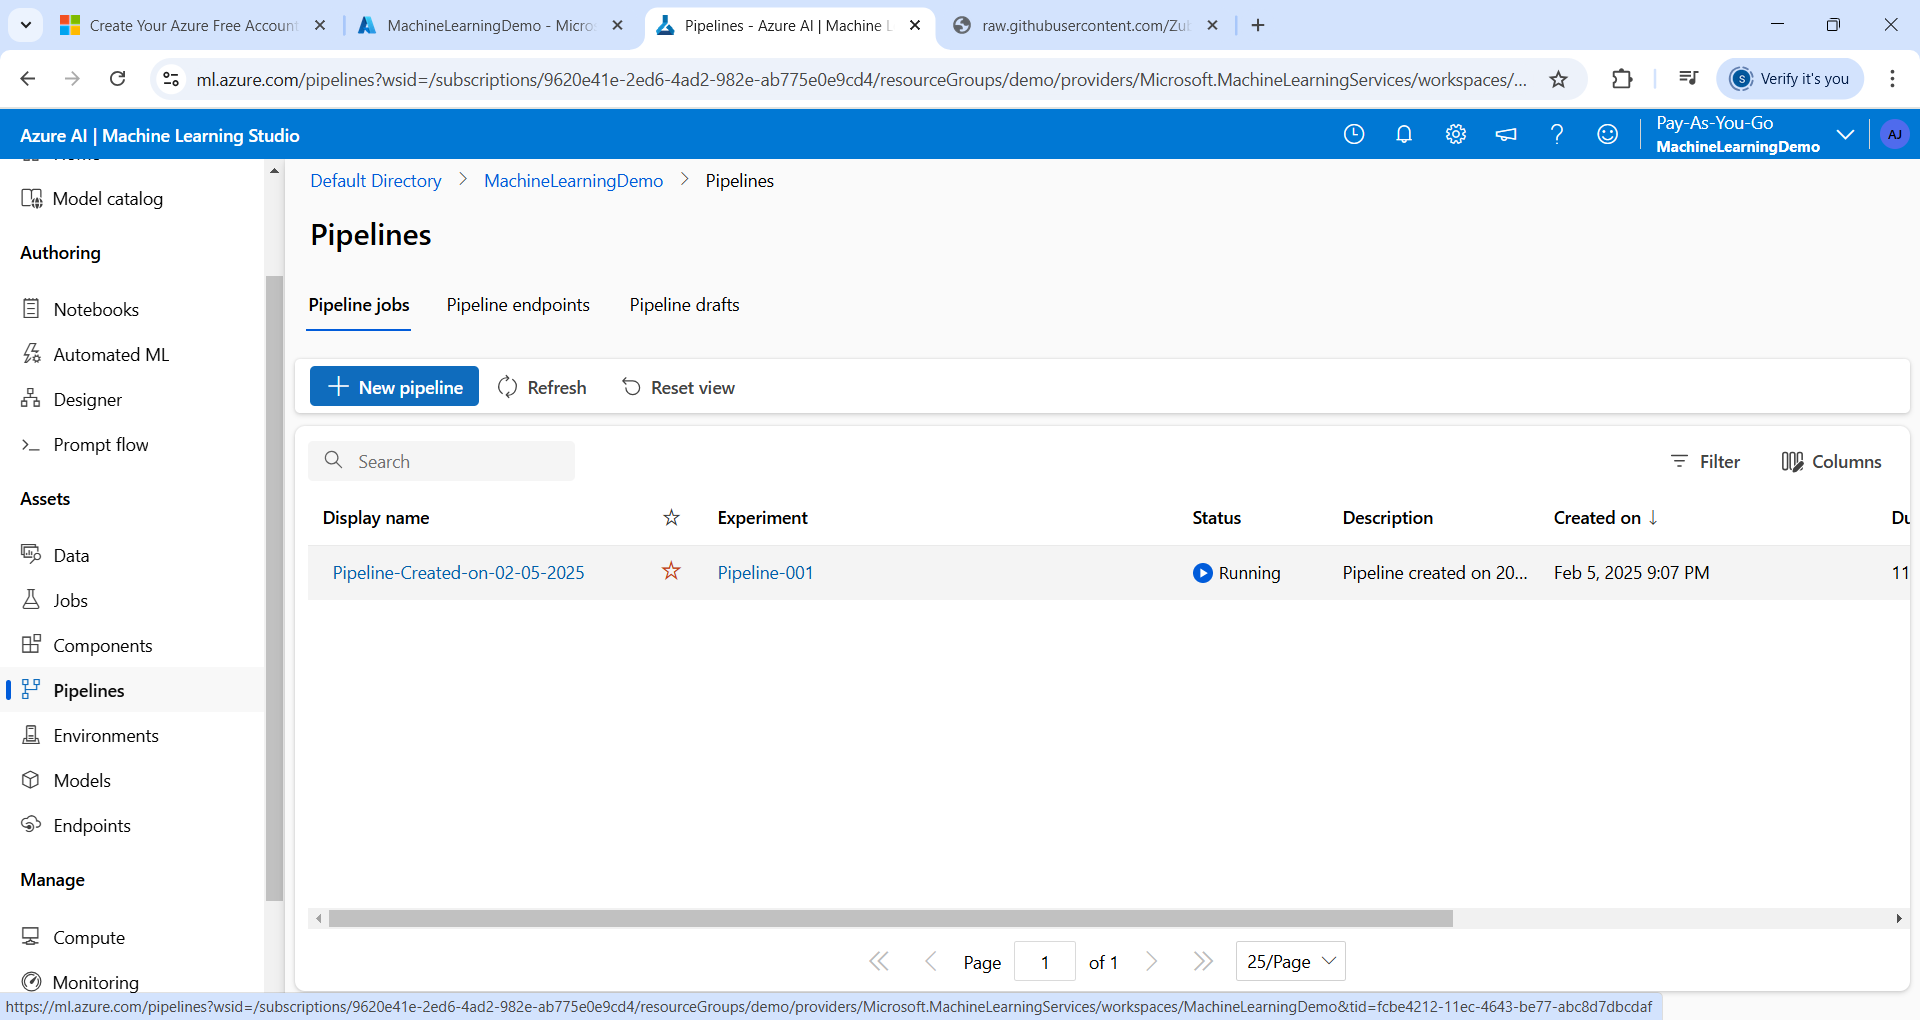 Create Your Azure Free Account
MachineLearningDemo - Micros
Pipelines - Azure AI | Machine L
raw.githubusercontent.com/Zub
ml.azure.com/pipelines?wsid=/subscriptions/9620e41e-2ed6-4ad2-982e-ab775e0e9cd4/resourceGroups/demo/providers/Microsoft.MachineLearningServices/workspaces/...
S
Verify it's you
Azure AI | Machine Learning Studio
Pay-As-You-Go
MachineLearningDemo
AJ
Home
Model catalog
Authoring
Notebooks
Automated ML
Designer
Prompt flow
Assets
Data
Jobs
Components
Pipelines
Environments
Models
Endpoints
Manage
Compute
Monitoring
Default Directory > MachineLearningDemo > Pipelines
Pipelines
Pipeline jobs Pipeline endpoints Pipeline drafts
New pipeline Refresh Reset view
Search Filter Columns
Display name Experiment Status Description Created on ↓ Du
Pipeline-Created-on-02-05-2025 Pipeline-001 Running Pipeline created on 20... Feb 5, 2025 9:07 PM 11
Page 1 of 1 25/Page
https://ml.azure.com/pipelines?wsid=/subscriptions/9620e41e-2ed6-4ad2-982e-ab775e0e9cd4/resourceGroups/demo/providers/Microsoft.MachineLearningServices/workspaces/MachineLearningDemo&tid=fcbe4212-11ec-4643-be77-abc8d7dbcdaf